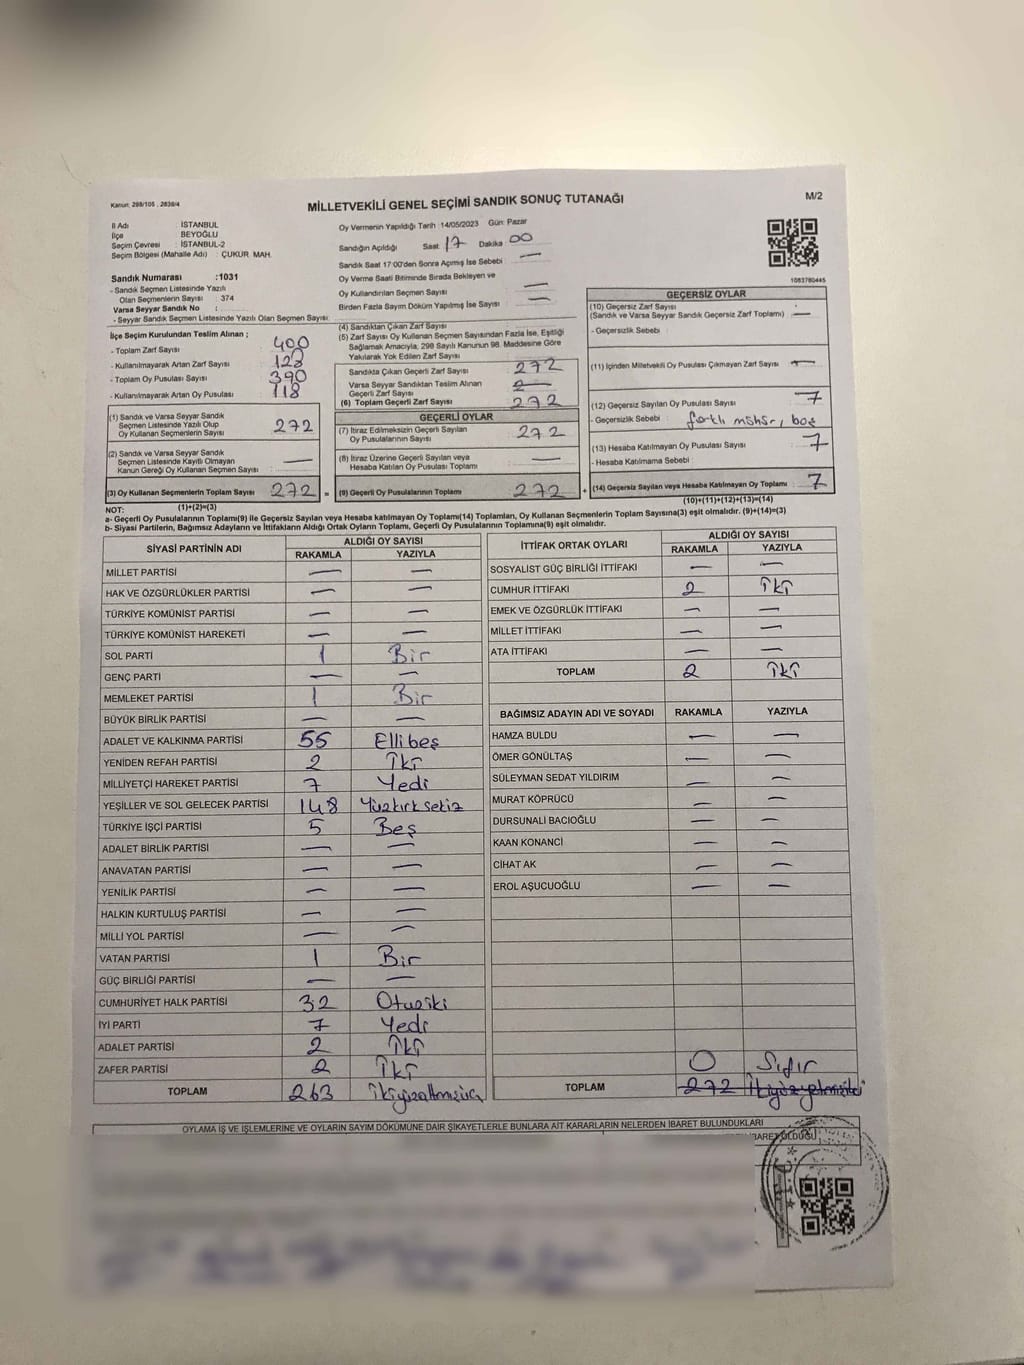 Kanun: 298/105 , 2839/4
MİLLETVEKİLİ GENEL SEÇİMİ SANDIK SONUÇ TUTANAĞI
M/2
İl Adı : İSTANBUL
İlçe : BEYOĞLU
Seçim Çevresi : İSTANBUL-2
Seçim Bölgesi (Mahalle Adı) : ÇUKUR MAH.
Sandık Numarası :1031
- Sandık Seçmen Listesinde Yazılı
Olan Seçmenlerin Sayısı : 374
Varsa Seyyar Sandık No :
- Seyyar Sandık Seçmen Listesinde Yazılı Olan Seçmen Sayısı:
İlçe Seçim Kurulundan Teslim Alınan ;
- Toplam Zarf Sayısı 400
- Kullanılmayarak Artan Zarf Sayısı 128
- Toplam Oy Pusulası Sayısı 390
- Kullanılmayarak Artan Oy Pusulası 118
(1) Sandık ve Varsa Seyyar Sandık
Seçmen Listesinde Yazılı Olup
Oy Kullanan Seçmenlerin Sayısı 272
(2) Sandık ve Varsa Seyyar Sandık
Seçmen Listesinde Kayıtlı Olmayan
Kanun Gereği Oy Kullanan Seçmen Sayısı : —
(3) Oy Kullanan Seçmenlerin Toplam Sayısı 272 =
(1)+(2)=(3)
Oy Vermenin Yapıldığı Tarih :14/05/2023 Gün: Pazar
Sandığın Açıldığı Saat: 17 Dakika 00
Sandık Saat 17:00'den Sonra Açımış İse Sebebi : —
Oy Verme Saati Bitiminde Sırada Bekleyen ve
Oy Kullandırılan Seçmen Sayısı : —
Birden Fazla Sayım Döküm Yapılmış İse Sayısı : —
(4) Sandıktan Çıkan Zarf Sayısı :
(5) Zarf Sayısı Oy Kullanan Seçmen Sayısından Fazla İse, Eşitliği
Sağlamak Amacıyla, 298 Sayılı Kanunun 98. Maddesine Göre
Yakılarak Yok Edilen Zarf Sayısı :
Sandıkta Çıkan Geçerli Zarf Sayısı : 272
Varsa Seyyar Sandıktan Teslim Alınan
Geçerli Zarf Sayısı :
(6) Toplam Geçerli Zarf Sayısı : 272
GEÇERLİ OYLAR
(7) İtiraz Edilmeksizin Geçerli Sayılan
Oy Pusulalarının Sayısı : 272
(8) İtiraz Üzerine Geçerli Sayılan veya
Hesaba Katılan Oy Pusulası Toplamı : —
(9) Geçerli Oy Pusulalarının Toplamı : 272 +
1083780445
GEÇERSİZ OYLAR
(10) Geçersiz Zarf Sayısı :
(Sandık ve Varsa Seyyar Sandık Geçersiz Zarf Toplamı) : —
- Geçersizlik Sebebi :
(11) İçinden Milletvekili Oy Pusulası Çıkmayan Zarf Sayısı : —
(12) Geçersiz Sayılan Oy Pusulası Sayısı : 7
- Geçersizlik Sebebi : farklı mühür, boş
(13) Hesaba Katılmayan Oy Pusulası Sayısı : 7
- Hesaba Katılmama Sebebi :
(14) Geçersiz Sayılan veya Hesaba Katılmayan Oy Toplamı : 7
(10)+(11)+(12)+(13)=(14)
NOT:
a- Geçerli Oy Pusulalarının Toplamı(9) ile Geçersiz Sayılan veya Hesaba Katılmayan Oy Toplamı(14) Toplamları, Oy Kullanan Seçmenlerin Toplam Sayısına(3) eşit olmalıdır. (9)+(14)=(3)
b- Siyasi Partilerin, Bağımsız Adayların ve İttifakların Aldığı Ortak Oyların Toplamı, Geçerli Oy Pusulalarının Toplamına(9) eşit olmalıdır.
SİYASİ PARTİNİN ADI ALDIĞI OY SAYISI
RAKAMLA YAZIYLA
MİLLET PARTİSİ — —
HAK VE ÖZGÜRLÜKLER PARTİSİ — —
TÜRKİYE KOMÜNİST PARTİSİ — —
TÜRKİYE KOMÜNİST HAREKETİ — —
SOL PARTİ 1 Bir
GENÇ PARTİ — —
MEMLEKET PARTİSİ 1 Bir
BÜYÜK BİRLİK PARTİSİ — —
ADALET VE KALKINMA PARTİSİ 55 Ellibeş
YENİDEN REFAH PARTİSİ 2 İki
MİLLİYETÇİ HAREKET PARTİSİ 7 Yedi
YEŞİLLER VE SOL GELECEK PARTİSİ 148 Yüzkırksekiz
TÜRKİYE İŞÇİ PARTİSİ 5 Beş
ADALET BİRLİK PARTİSİ — —
ANAVATAN PARTİSİ — —
YENİLİK PARTİSİ — —
HALKIN KURTULUŞ PARTİSİ — —
MİLLİ YOL PARTİSİ — —
VATAN PARTİSİ 1 Bir
GÜÇ BİRLİĞİ PARTİSİ — —
CUMHURİYET HALK PARTİSİ 32 Otuziki
İYİ PARTİ 7 Yedi
ADALET PARTİSİ 2 İki
ZAFER PARTİSİ 2 İki
TOPLAM 263 ikiyüzaltmışüç
İTTİFAK ORTAK OYLARI ALDIĞI OY SAYISI
RAKAMLA YAZIYLA
SOSYALİST GÜÇ BİRLİĞİ İTTİFAKI — —
CUMHUR İTTİFAKI 2 İki
EMEK VE ÖZGÜRLÜK İTTİFAKI — —
MİLLET İTTİFAKI — —
ATA İTTİFAKI — —
TOPLAM 2 İki
BAĞIMSIZ ADAYIN ADI VE SOYADI RAKAMLA YAZIYLA
HAMZA BULDU — —
ÖMER GÖNÜLTAŞ — —
SÜLEYMAN SEDAT YILDIRIM — —
MURAT KÖPRÜCÜ — —
DURSUNALİ BACIOĞLU — —
KAAN KONANCİ — —
CİHAT AK — —
EROL AŞUCUOĞLU — —
0 Sıfır
TOPLAM 272 İkiyüzyetmişiki
OYLAMA İŞ VE İŞLEMLERİNE VE OYLARIN SAYIM DÖKÜMÜNE DAİR ŞİKAYETLERLE BUNLARA AİT KARARLARIN NELERDEN İBARET BULUNDUKLARI
OLDUĞU